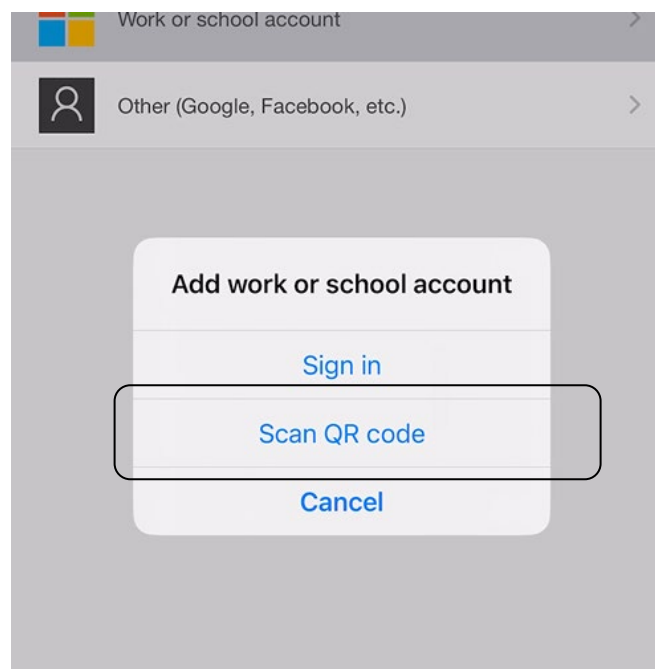 Work or school account
Other (Google, Facebook, etc.)
Add work or school account
Sign in
Scan QR code
Cancel